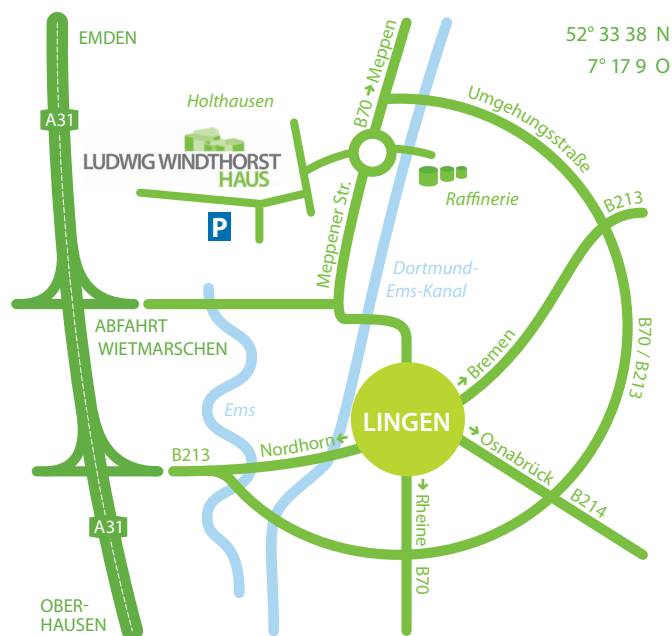 EMDEN
52° 33 38 N
7° 17 9 O
B70 → Meppen
Holthausen
A31
Umgehungsstraße
LUDWIG WINDTHORST
HAUS
Raffinerie
B213
P
Meppener Str.
Dortmund-
Ems-Kanal
ABFAHRT
WIETMARSCHEN
B70 / B213
→ Bremen
Ems
LINGEN
B213
Nordhorn ←
→ Osnabrück
B214
→ Rheine
B70
A31
OBER-
HAUSEN